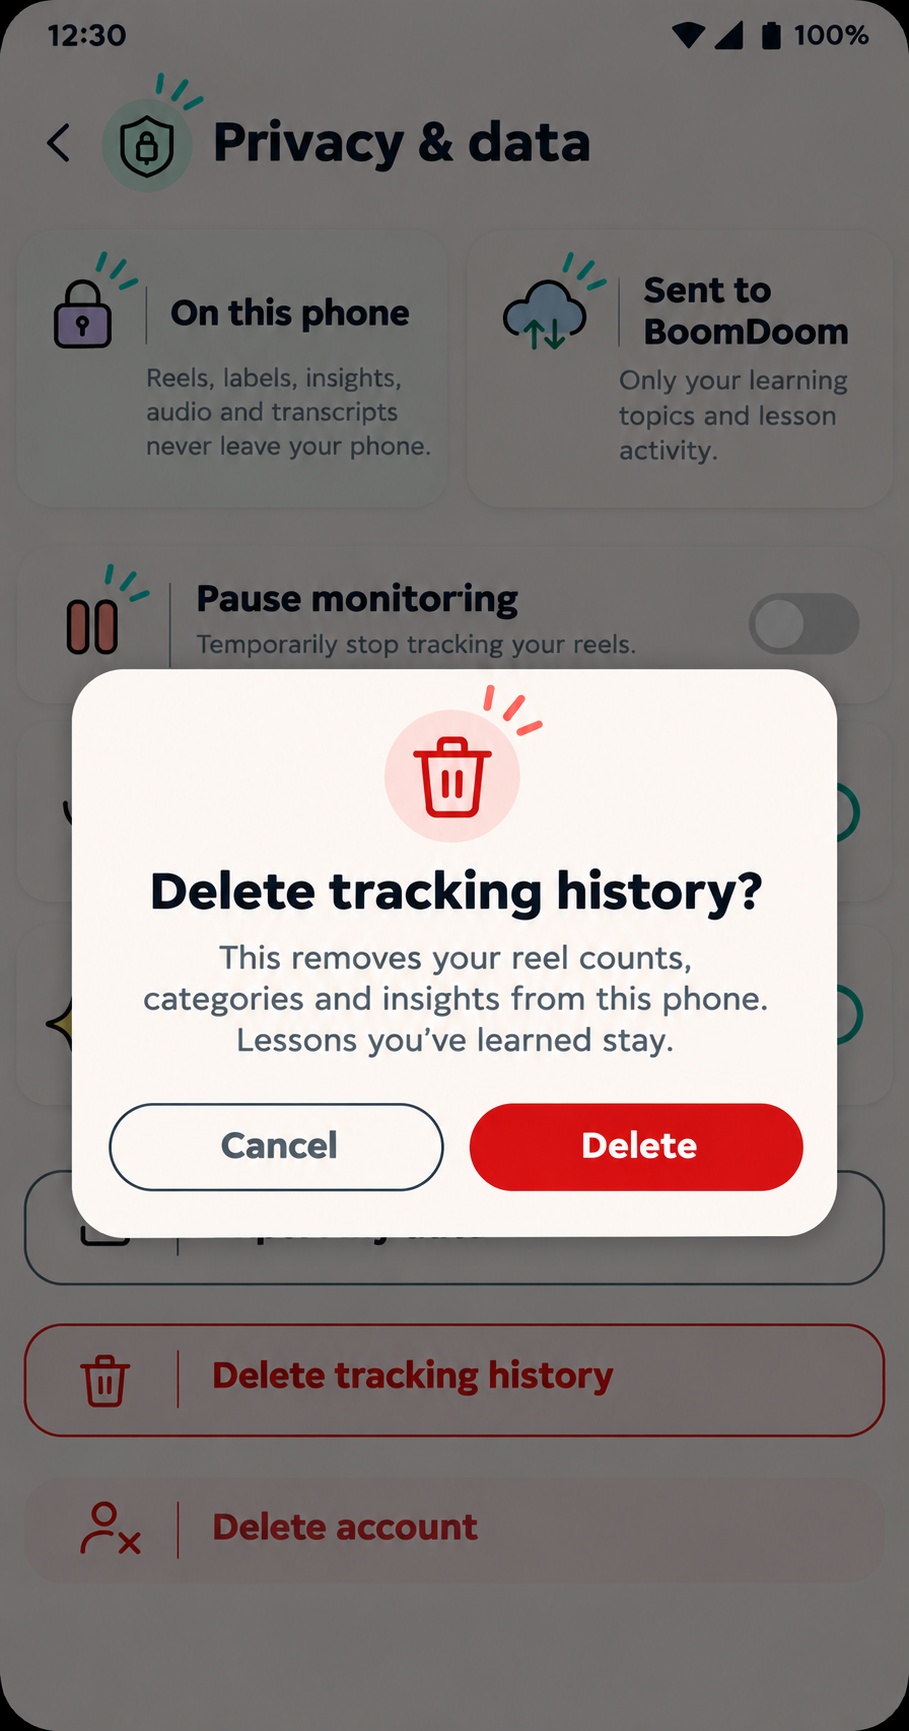 12:30
100%
Privacy & data
On this phone
Reels, labels, insights,
audio and transcripts
never leave your phone.
Sent to
BoomDoom
Only your learning
topics and lesson
activity.
Pause monitoring
Temporarily stop tracking your reels.
Delete tracking history?
This removes your reel counts,
categories and insights from this phone.
Lessons you’ve learned stay.
Cancel
Delete
Delete tracking history
Delete account